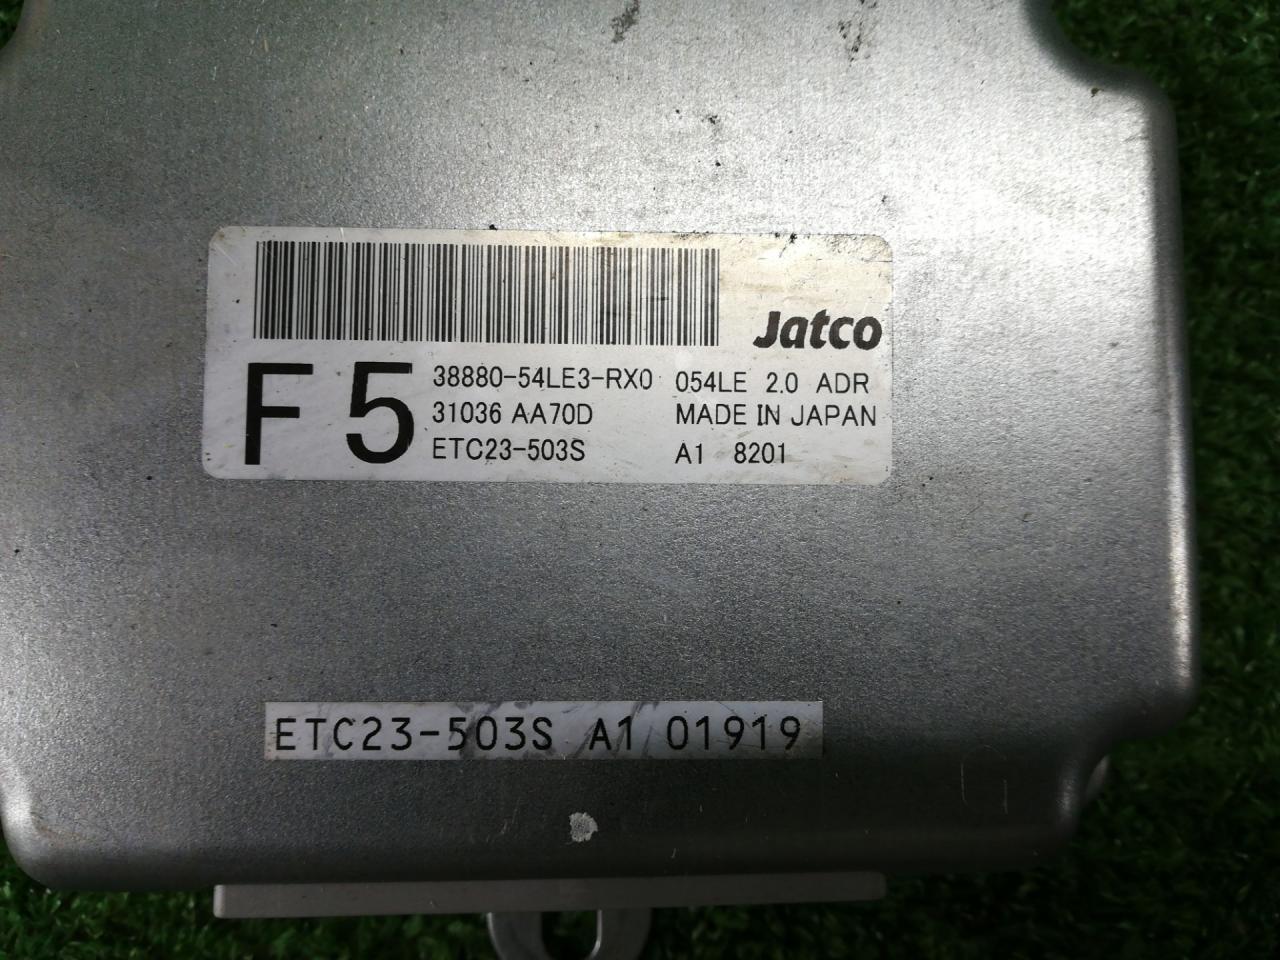 Jatco
F5
38880-54LE3-RX0 054LE 2.0 ADR
31036 AA70D MADE IN JAPAN
ETC23-503S A1 8201
ETC23-503S A1 01919